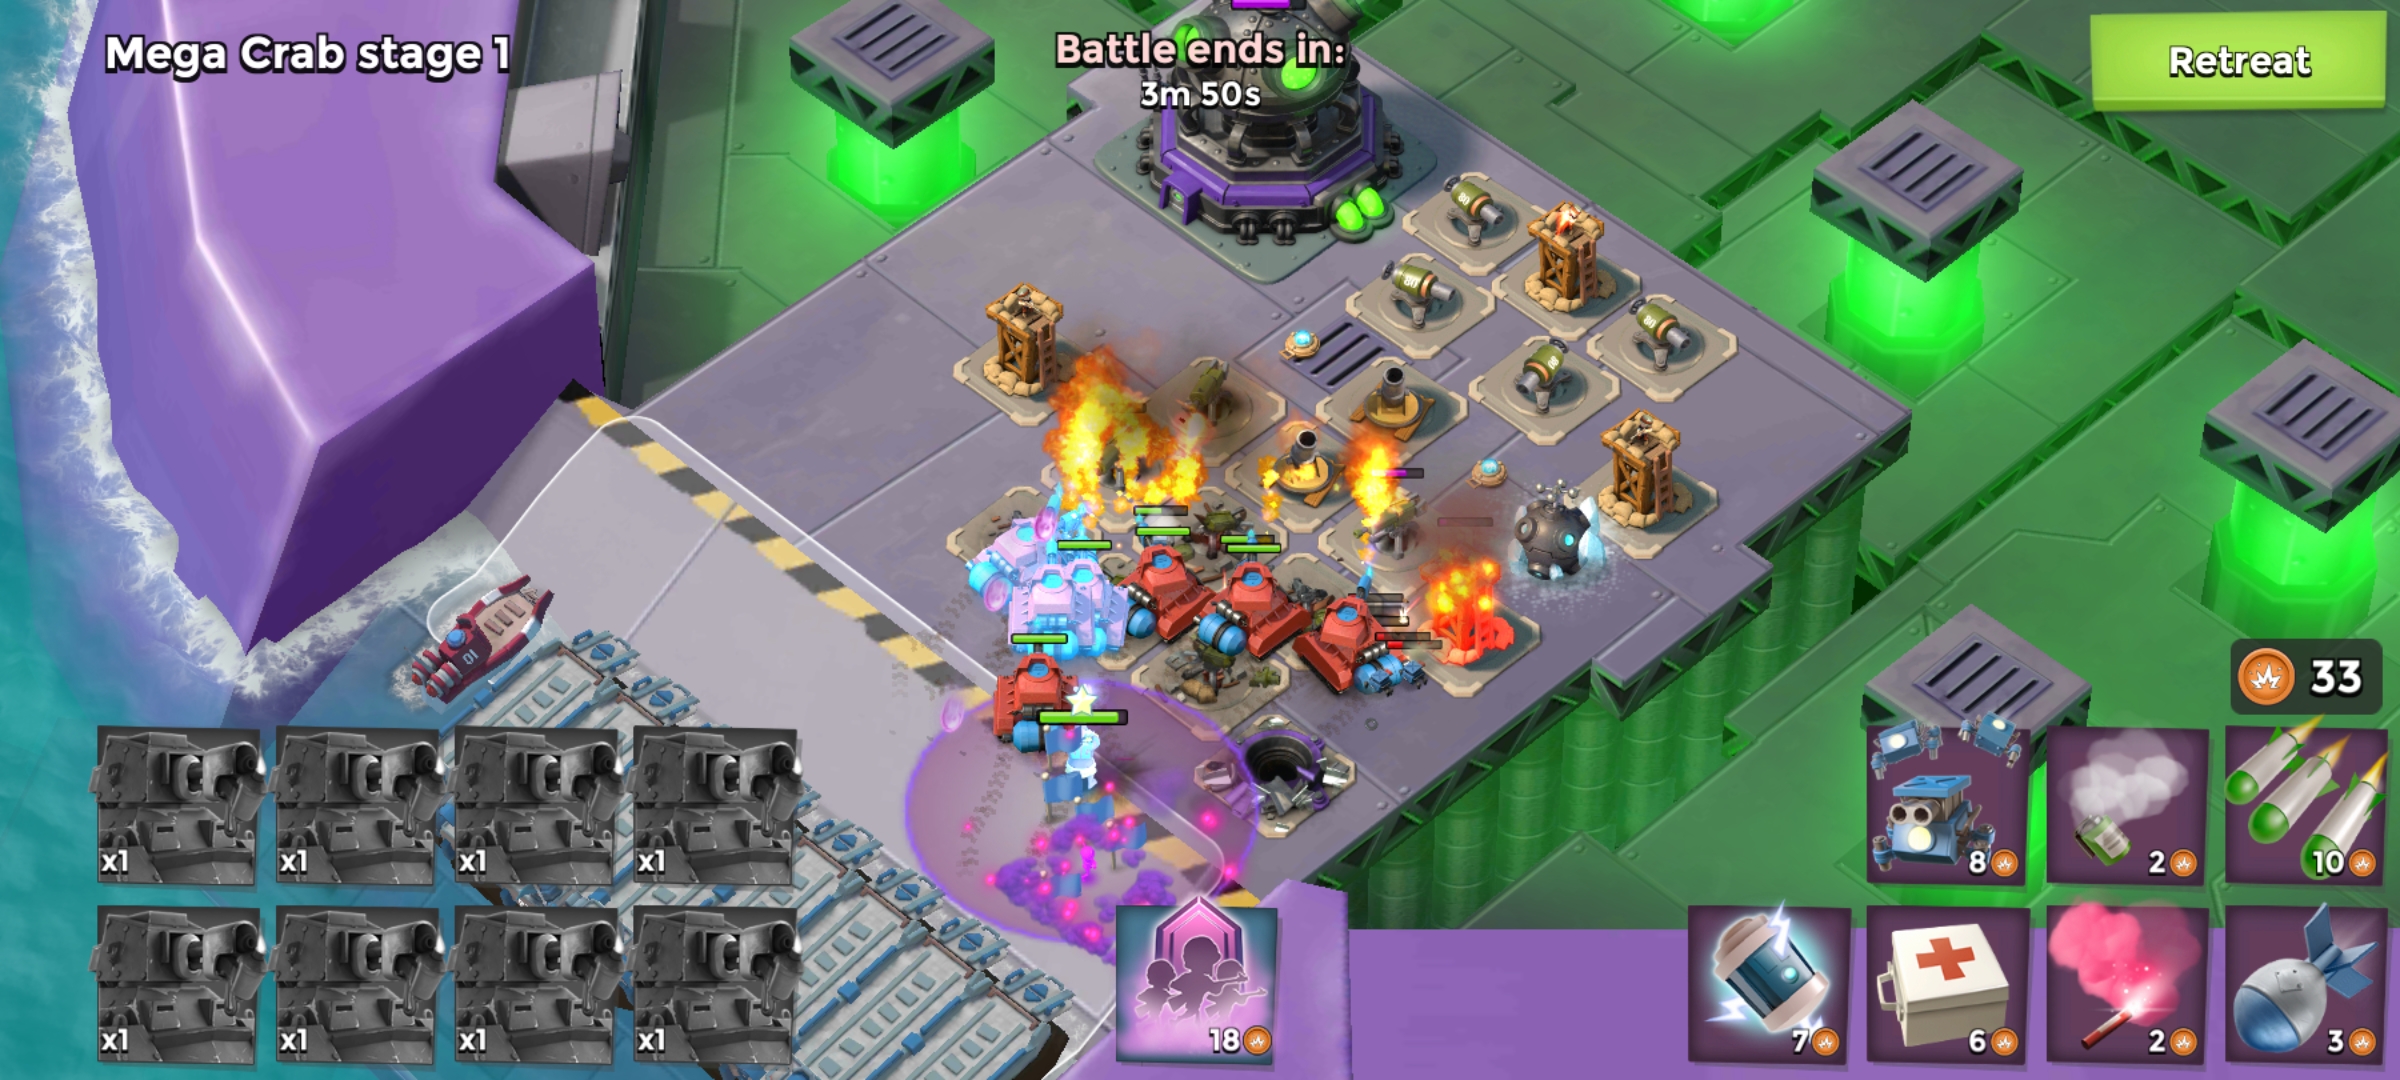 Mega Crab stage 1
Battle ends in:
3m 50s
Retreat
33
x1
x1
x1
x1
8
2
10
x1
x1
x1
x1
18
7
6
2
3